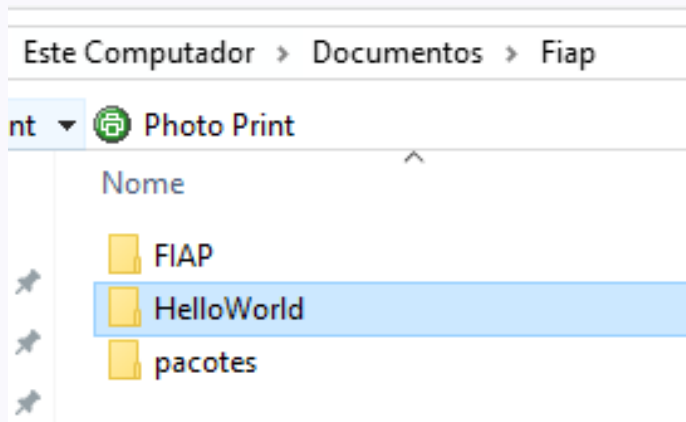 Este Computador > Documentos > Fiap
nt Photo Print
Nome
FIAP
HelloWorld
pacotes